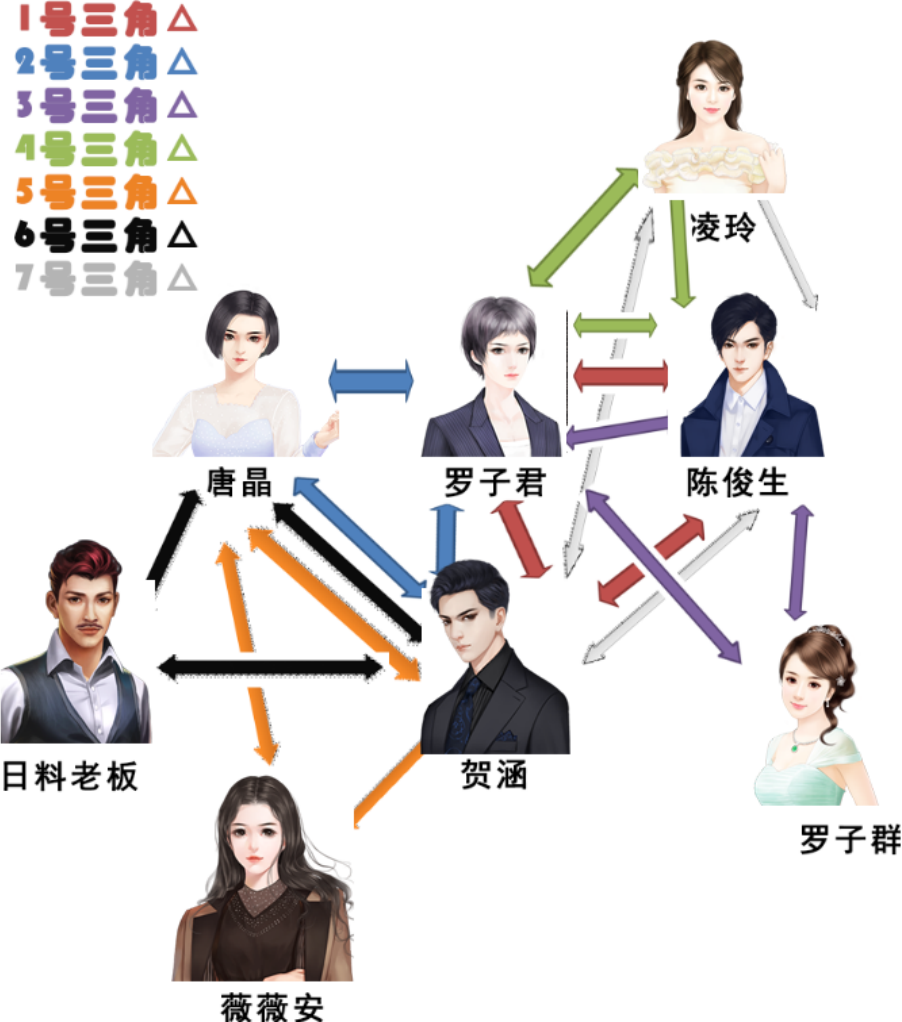 1号三角△
2号三角△
3号三角△
4号三角△
5号三角△
6号三角△
7号三角△
凌玲
唐晶
罗子君
陈俊生
日料老板
贺涵
罗子群
薇薇安